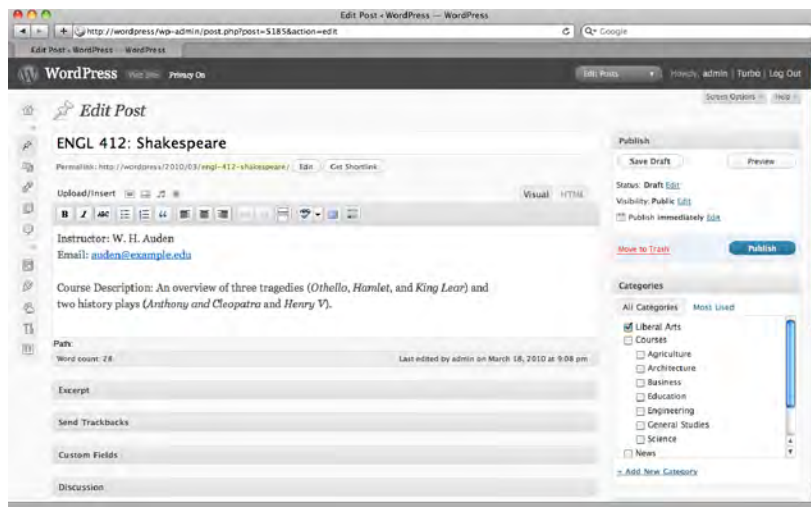 Edit Post ‹ WordPress — WordPress
http://wordpress/wp-admin/post.php?post=5185&action=edit
Google
Edit Post ‹ WordPress — WordPress
WordPress Privacy On
Edit Posts
Howdy, admin | Turbo | Log Out
Screen Options
Help
Edit Post
ENGL 412: Shakespeare
Permalink: http://wordpress/2010/03/engl-412-shakespeare/ Edit Get Shortlink
Upload/Insert
Visual HTML
B I ABC
Instructor: W. H. Auden
Email: auden@example.edu
Course Description: An overview of three tragedies (Othello, Hamlet, and King Lear) and
two history plays (Anthony and Cleopatra and Henry V).
Path:
Word count: 28
Last edited by admin on March 18, 2010 at 9:08 pm
Excerpt
Send Trackbacks
Custom Fields
Discussion
Publish
Save Draft Preview
Status: Draft Edit
Visibility: Public Edit
Publish immediately Edit
Move to Trash Publish
Categories
All Categories Most Used
Liberal Arts
Courses
Agriculture
Architecture
Business
Education
Engineering
General Studies
Science
News
+ Add New Category